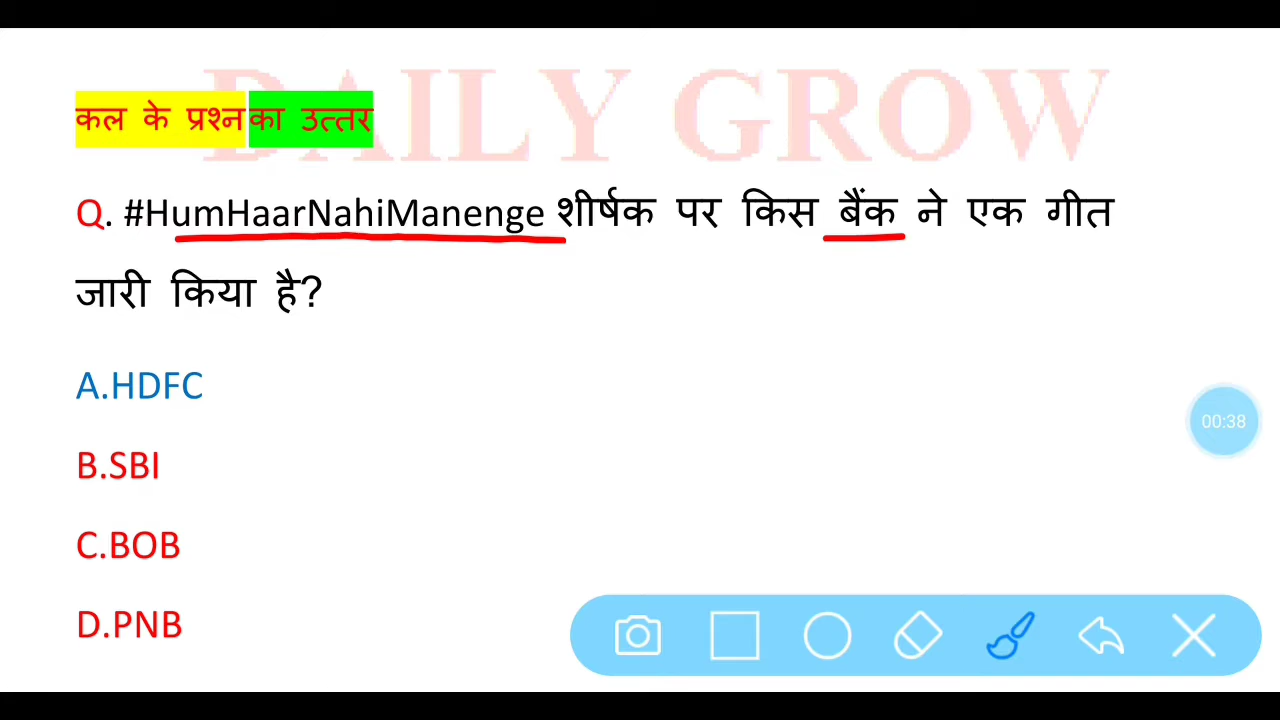 DAILY GROW
कल के प्रश्न का उत्तर
Q. #HumHaarNahiManenge शीर्षक पर किस बैंक ने एक गीत
जारी किया है?
A.HDFC
00:38
B.SBI
C.BOB
D.PNB